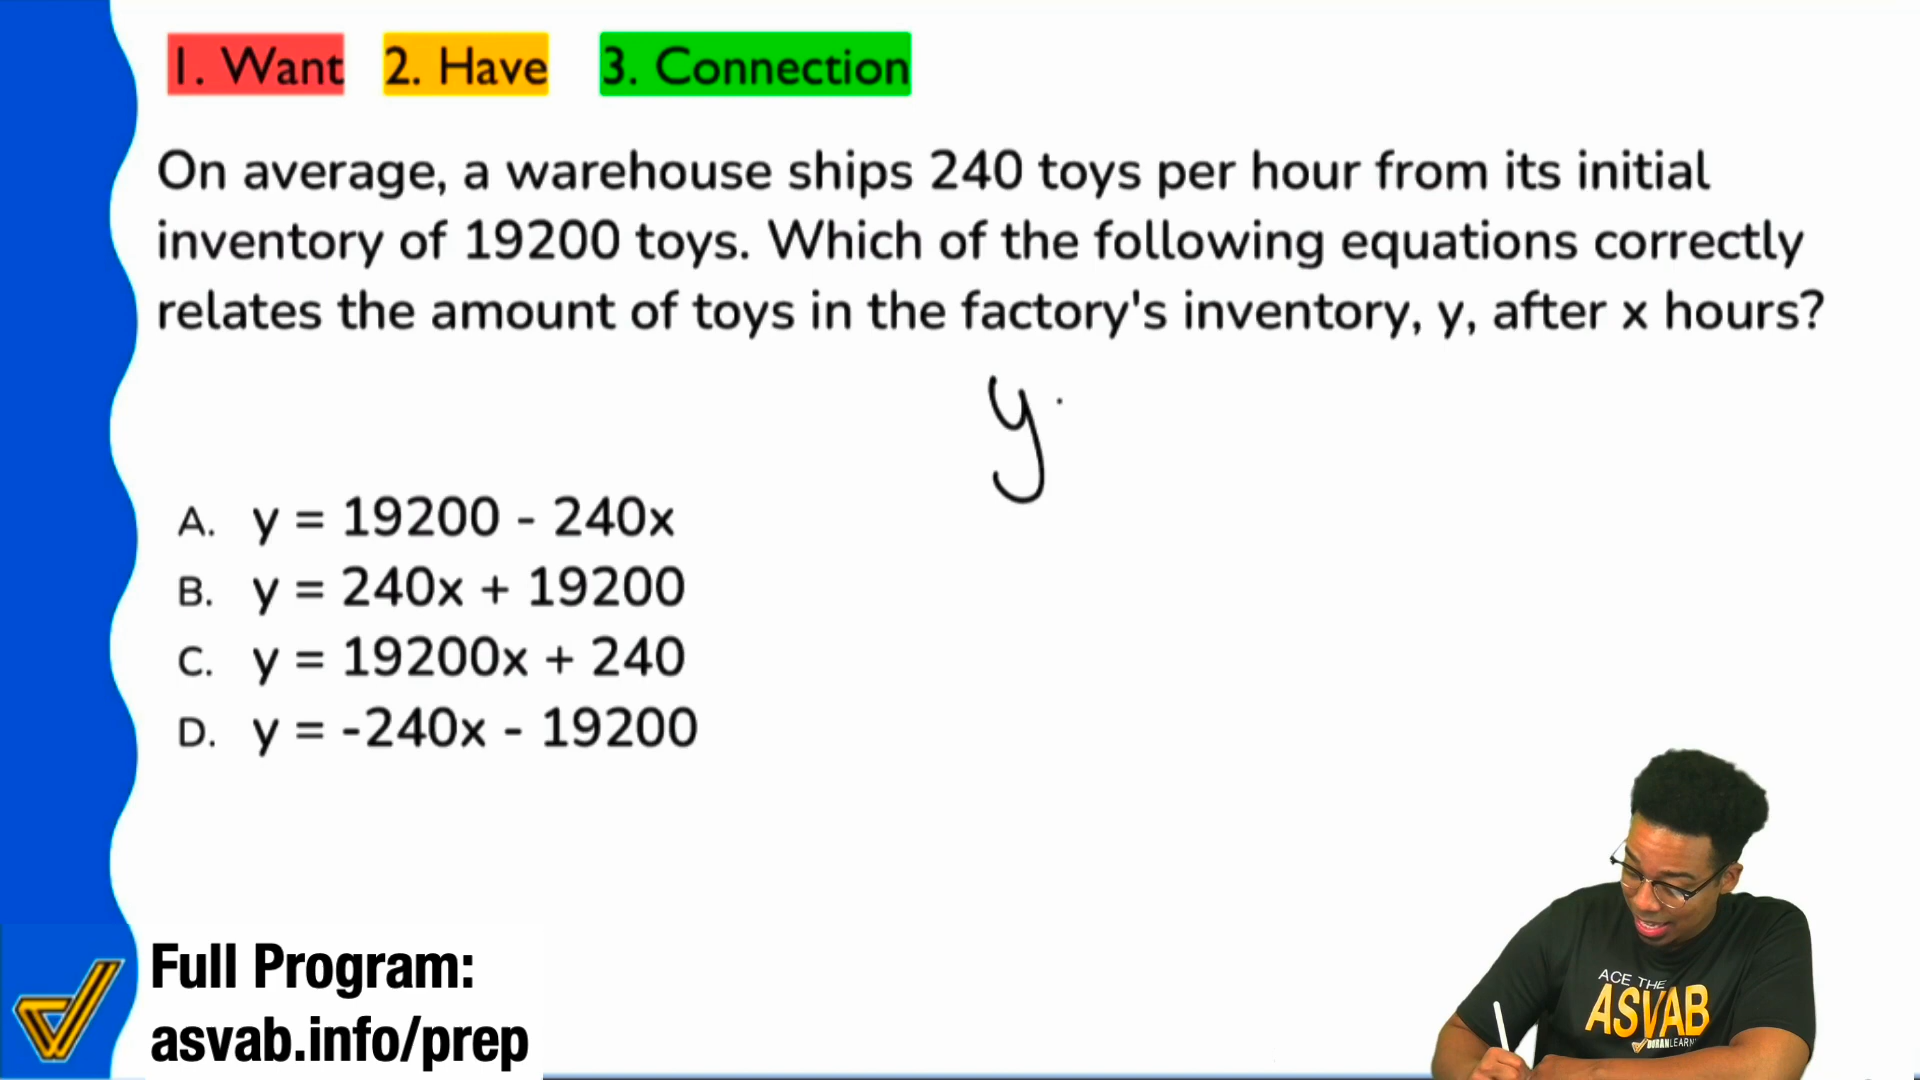 1. Want 2. Have 3. Connection
On average, a warehouse ships 240 toys per hour from its initial
inventory of 19200 toys. Which of the following equations correctly
relates the amount of toys in the factory's inventory, y, after x hours?
y
A. y = 19200 - 240x
B. y = 240x + 19200
C. y = 19200x + 240
D. y = -240x - 19200
Full Program:
asvab.info/prep
ACE THE
ASVAB